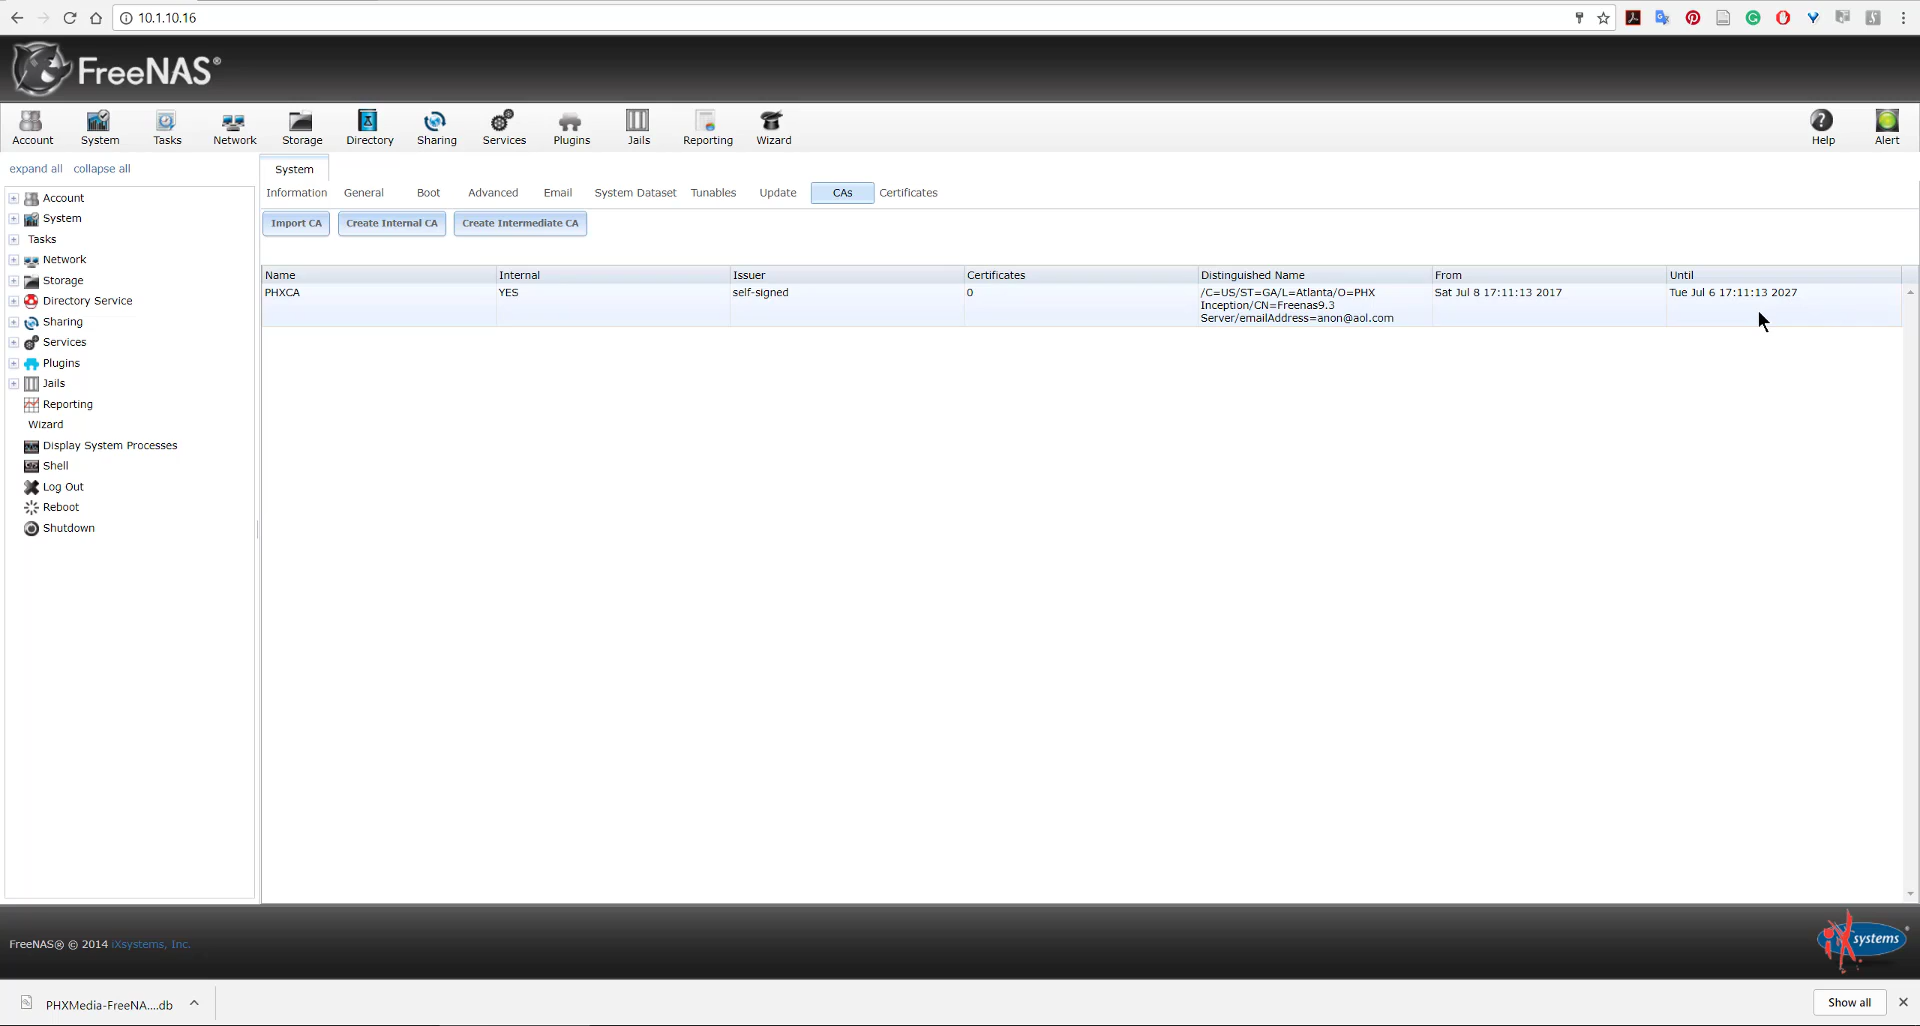 10.1.10.16
FreeNAS®
Account System Tasks Network Storage Directory Sharing Services Plugins Jails Reporting Wizard Help Alert
expand all collapse all
Account
System
Tasks
Network
Storage
Directory Service
Sharing
Services
Plugins
Jails
Reporting
Wizard
Display System Processes
Shell
Log Out
Reboot
Shutdown
System
Information General Boot Advanced Email System Dataset Tunables Update CAs Certificates
Import CA Create Internal CA Create Intermediate CA
Name Internal Issuer Certificates Distinguished Name From Until
PHXCA YES self-signed 0 /C=US/ST=GA/L=Atlanta/O=PHX Sat Jul 8 17:11:13 2017 Tue Jul 6 17:11:13 2027
Inception/CN=Freenas9.3
Server/emailAddress=anon@aol.com
FreeNAS® © 2014 iXsystems, Inc.
iXsystems®
PHXMedia-FreeNA....db
Show all